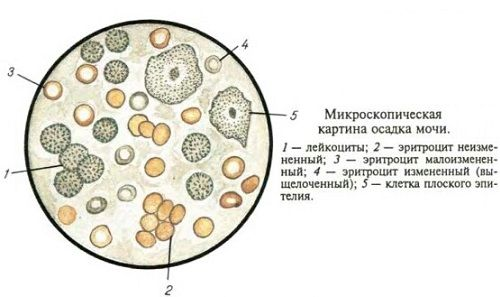 4
3
5
1
2
Микроскопическая
картина осадка мочи.
1 — лейкоциты; 2 — эритроцит неизме-
ненный; 3 — эритроцит малоизменен-
ный; 4 — эритроцит измененный (вы-
щелоченный); 5 — клетка плоского эпи-
телия.